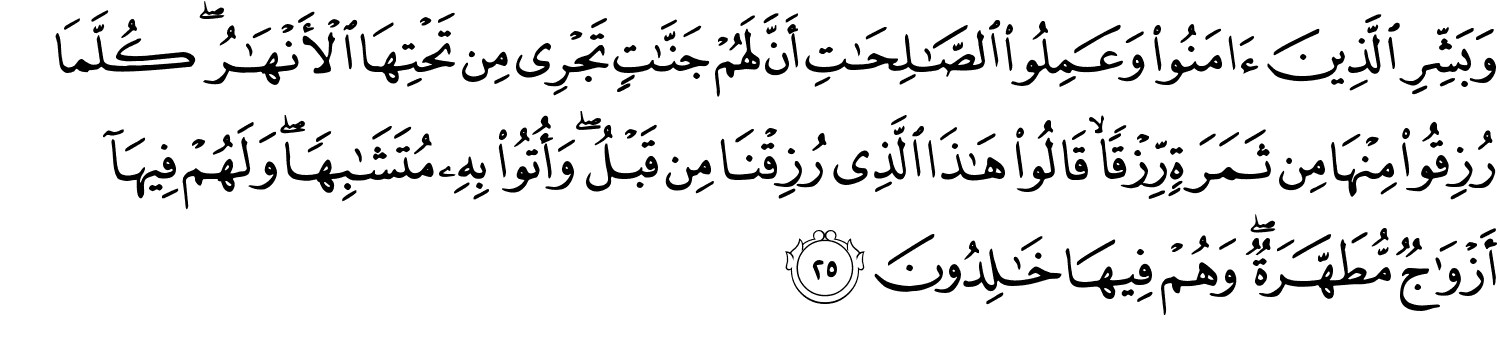 وَبَشِّرِ ٱلَّذِينَ ءَامَنُوا۟ وَعَمِلُوا۟ ٱلصَّـٰلِحَـٰتِ أَنَّ لَهُمْ جَنَّـٰتٍۢ تَجْرِى مِن تَحْتِهَا ٱلْأَنْهَـٰرُ ۖ كُلَّمَا
رُزِقُوا۟ مِنْهَا مِن ثَمَرَةٍۢ رِّزْقًۭا ۙ قَالُوا۟ هَـٰذَا ٱلَّذِى رُزِقْنَا مِن قَبْلُ ۖ وَأُتُوا۟ بِهِۦ مُتَشَـٰبِهًۭا ۖ وَلَهُمْ فِيهَآ
أَزْوَٰجٌۭ مُّطَهَّرَةٌۭ ۖ وَهُمْ فِيهَا خَـٰلِدُونَ ٢٥